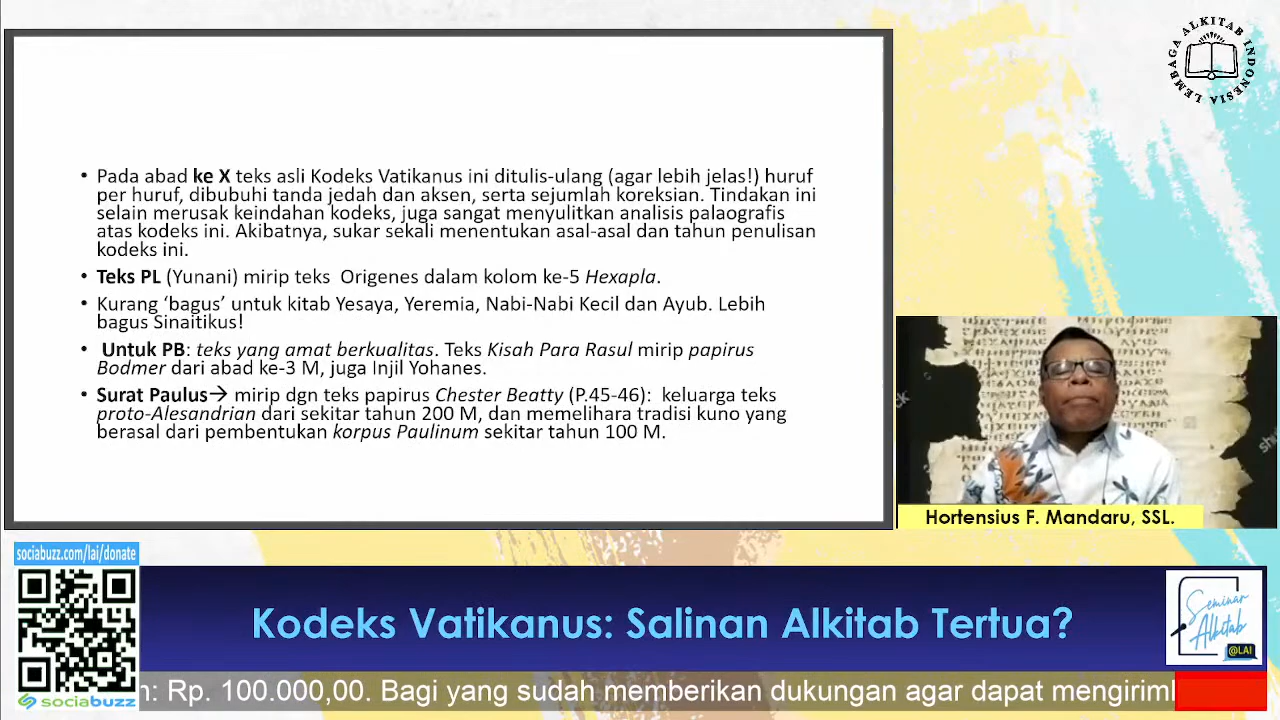 • Pada abad ke X teks asli Kodeks Vatikanus ini ditulis-ulang (agar lebih jelas!) huruf
per huruf, dibubuhi tanda jedah dan aksen, serta sejumlah koreksian. Tindakan ini
selain merusak keindahan kodeks, juga sangat menyulitkan analisis palaografis
atas kodeks ini. Akibatnya, sukar sekali menentukan asal-asal dan tahun penulisan
kodeks ini.
• Teks PL (Yunani) mirip teks Origenes dalam kolom ke-5 Hexapla.
• Kurang ‘bagus’ untuk kitab Yesaya, Yeremia, Nabi-Nabi Kecil dan Ayub. Lebih
bagus Sinaitikus!
• Untuk PB: teks yang amat berkualitas. Teks Kisah Para Rasul mirip papirus
Bodmer dari abad ke-3 M, juga Injil Yohanes.
• Surat Paulus→ mirip dgn teks papirus Chester Beatty (P.45-46): keluarga teks
proto-Alesandrian dari sekitar tahun 200 M, dan memelihara tradisi kuno yang
berasal dari pembentukan korpus Paulinum sekitar tahun 100 M.
LEMBAGA ALKITAB INDONESIA
Hortensius F. Mandaru, SSL.
sociabuzz.com/lai/donate
sociabuzz
Kodeks Vatikanus: Salinan Alkitab Tertua?
Seminar
Alkitab
@LAI
: Rp. 100.000,00. Bagi yang sudah memberikan dukungan agar dapat